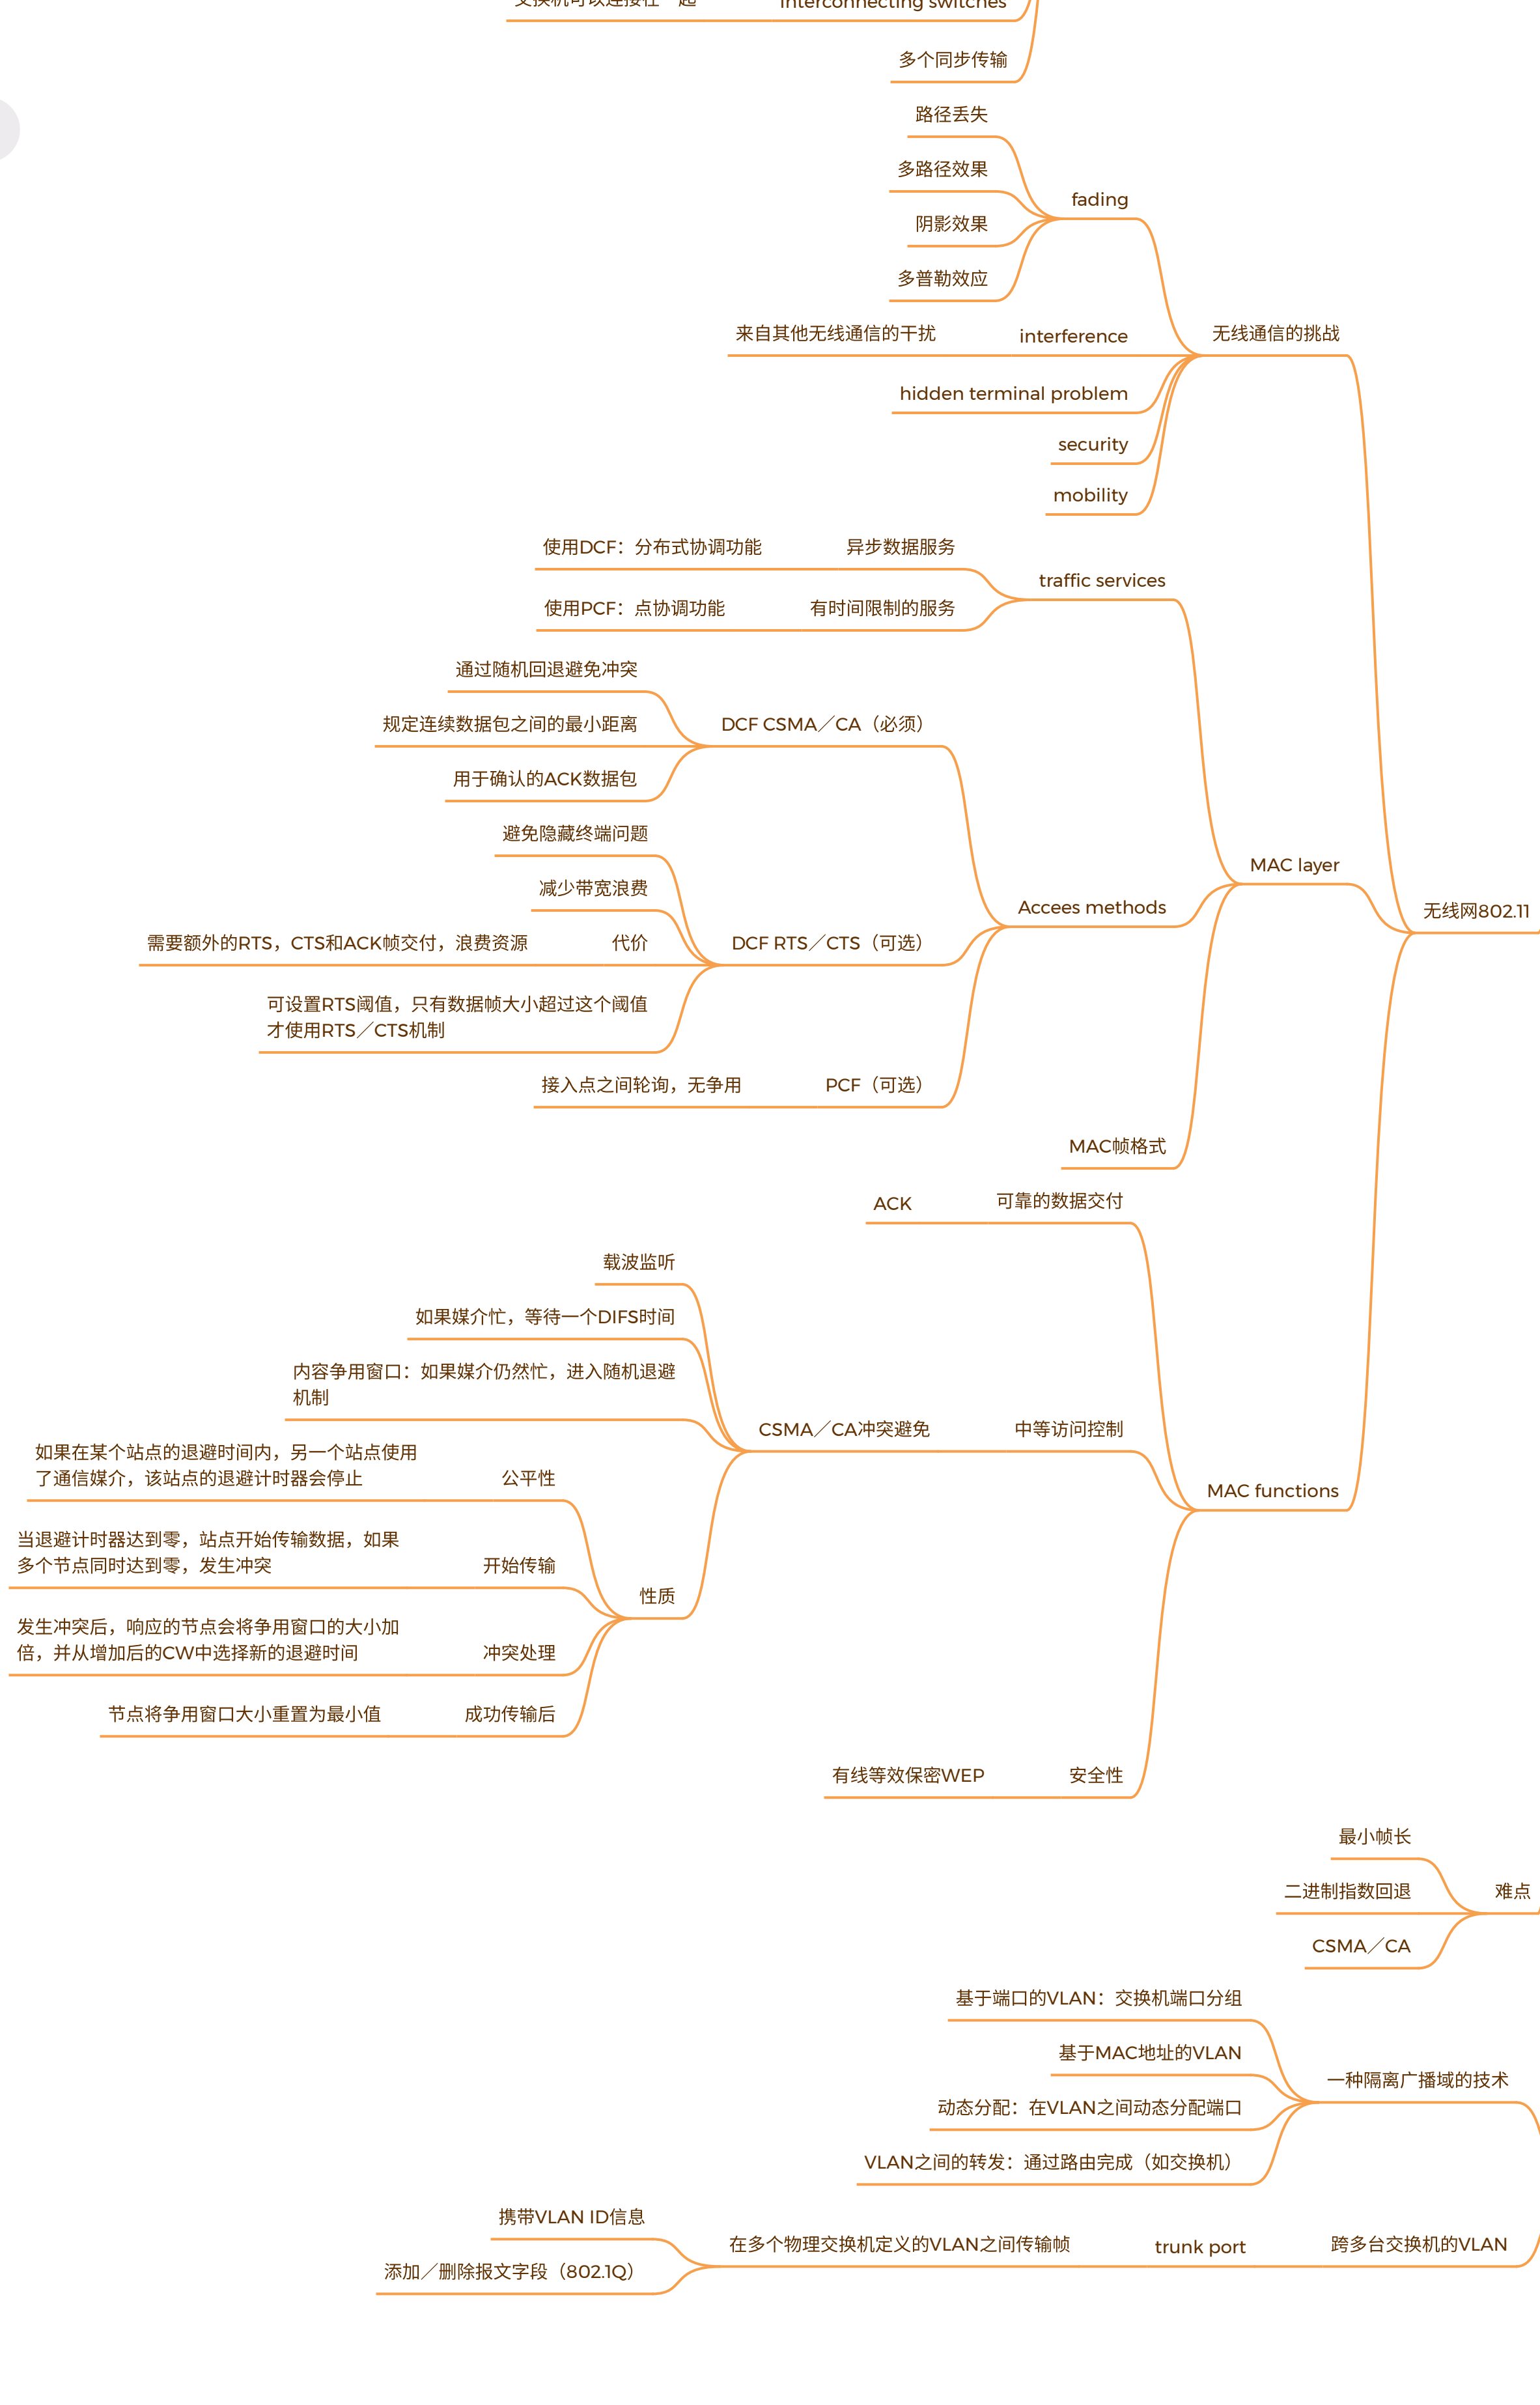 Interconnecting switches
多个同步传输
路径丢失
多路径效果
fading
阴影效果
多普勒效应
来自其他无线通信的干扰
interference
无线通信的挑战
hidden terminal problem
security
mobility
使用DCF：分布式协调功能
异步数据服务
traffic services
使用PCF：点协调功能
有时间限制的服务
通过随机回退避免冲突
规定连续数据包之间的最小距离
DCF CSMA／CA（必须）
用于确认的ACK数据包
避免隐藏终端问题
MAC layer
减少带宽浪费
Accees methods
无线网802.11
需要额外的RTS，CTS和ACK帧交付，浪费资源
代价
DCF RTS／CTS（可选）
可设置RTS阈值，只有数据帧大小超过这个阈值
才使用RTS／CTS机制
接入点之间轮询，无争用
PCF（可选）
MAC帧格式
ACK
可靠的数据交付
载波监听
如果媒介忙，等待一个DIFS时间
内容争用窗口：如果媒介仍然忙，进入随机退避
机制
CSMA／CA冲突避免
中等访问控制
如果在某个站点的退避时间内，另一个站点使用
了通信媒介，该站点的退避计时器会停止
公平性
MAC functions
当退避计时器达到零，站点开始传输数据，如果
多个节点同时达到零，发生冲突
开始传输
性质
发生冲突后，响应的节点会将争用窗口的大小加
倍，并从增加后的CW中选择新的退避时间
冲突处理
节点将争用窗口大小重置为最小值
成功传输后
有线等效保密WEP
安全性
最小帧长
二进制指数回退
难点
CSMA／CA
基于端口的VLAN：交换机端口分组
基于MAC地址的VLAN
一种隔离广播域的技术
动态分配：在VLAN之间动态分配端口
VLAN之间的转发：通过路由完成（如交换机）
携带VLAN ID信息
在多个物理交换机定义的VLAN之间传输帧
trunk port
跨多台交换机的VLAN
添加／删除报文字段（802.1Q）